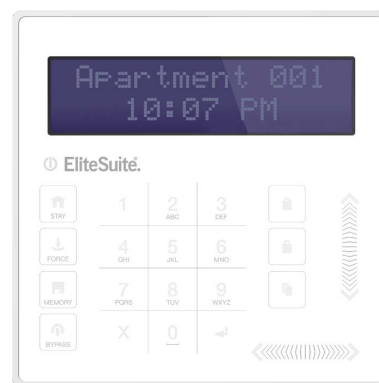 Apartment 001
10:07 PM
EliteSuite.
STAY
1
2
ABC
3
DEF
FORCE
4
GHI
5
JKL
6
MNO
MEMORY
7
PQRS
8
TUV
9
WXYZ
BYPASS
X
0